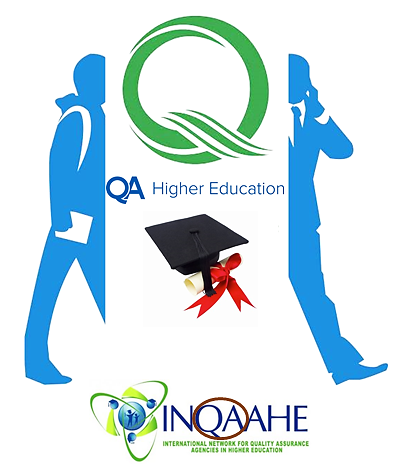 Q
QA Higher Education
INQAAHE
INTERNATIONAL NETWORK FOR QUALITY ASSURANCE
AGENCIES IN HIGHER EDUCATION